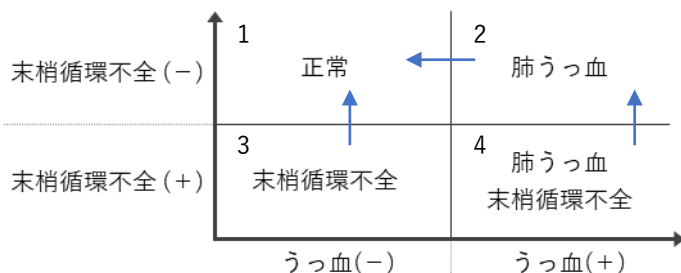 1
正常
2
肺うっ血
末梢循環不全(－)
3
末梢循環不全
4
肺うっ血
末梢循環不全
末梢循環不全(＋)
うっ血(－)
うっ血(＋)